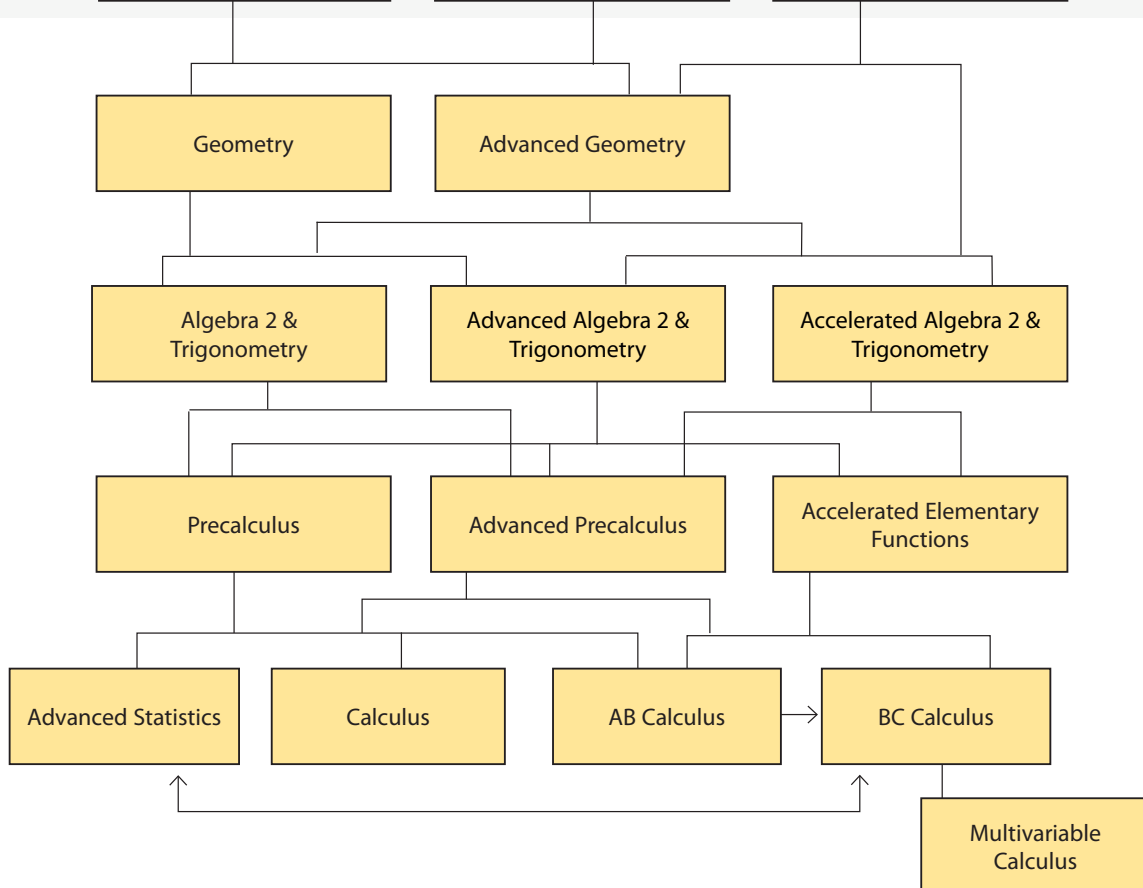 Geometry
Advanced Geometry
Algebra 2 &
Trigonometry
Advanced Algebra 2 &
Trigonometry
Accelerated Algebra 2 &
Trigonometry
Precalculus
Advanced Precalculus
Accelerated Elementary
Functions
Advanced Statistics
Calculus
AB Calculus
BC Calculus
Multivariable
Calculus